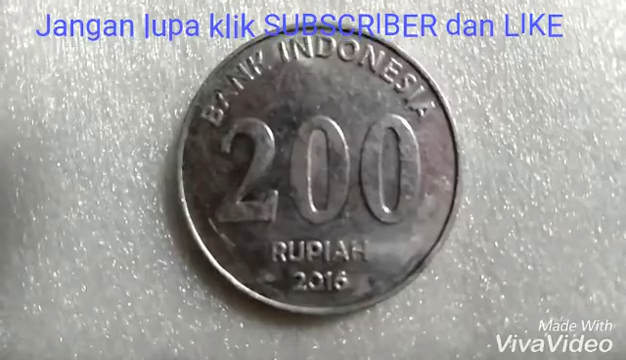 Jangan lupa klik SUBSCRIBER dan LIKE
BANK INDONESIA
200
RUPIAH
2016
Made With
VivaVideo